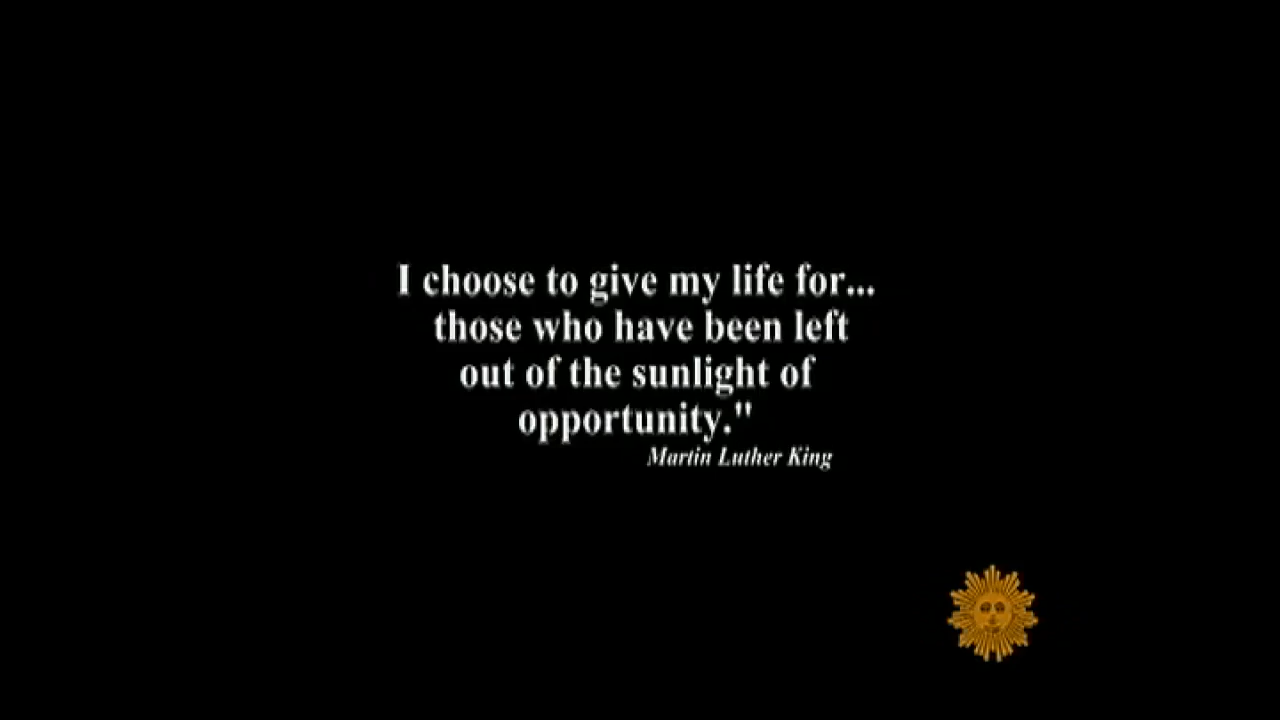 I choose to give my life for...
those who have been left
out of the sunlight of
opportunity."
Martin Luther King